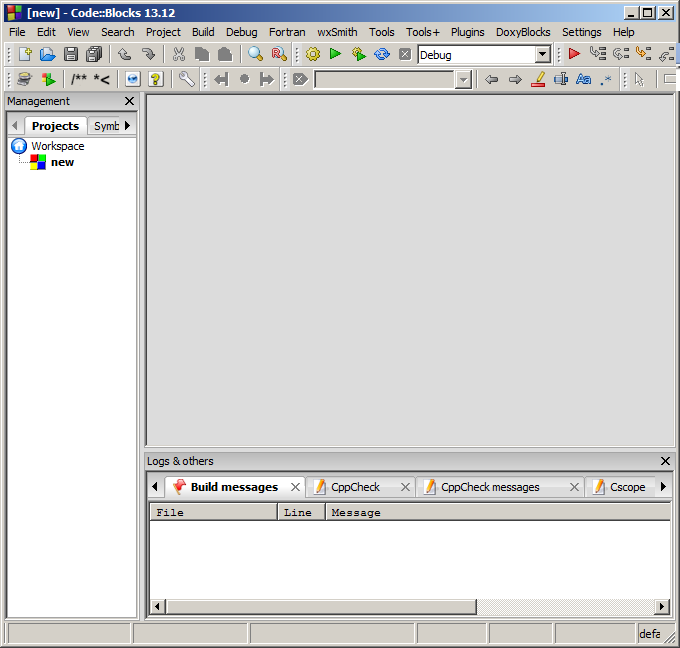 [new] - Code::Blocks 13.12
File Edit View Search Project Build Debug Fortran wxSmith Tools Tools+ Plugins DoxyBlocks Settings Help
Debug
/** *<
Management
Projects Symb
Workspace
new
Logs & others
Build messages CppCheck CppCheck messages Cscope
File Line Message
defa